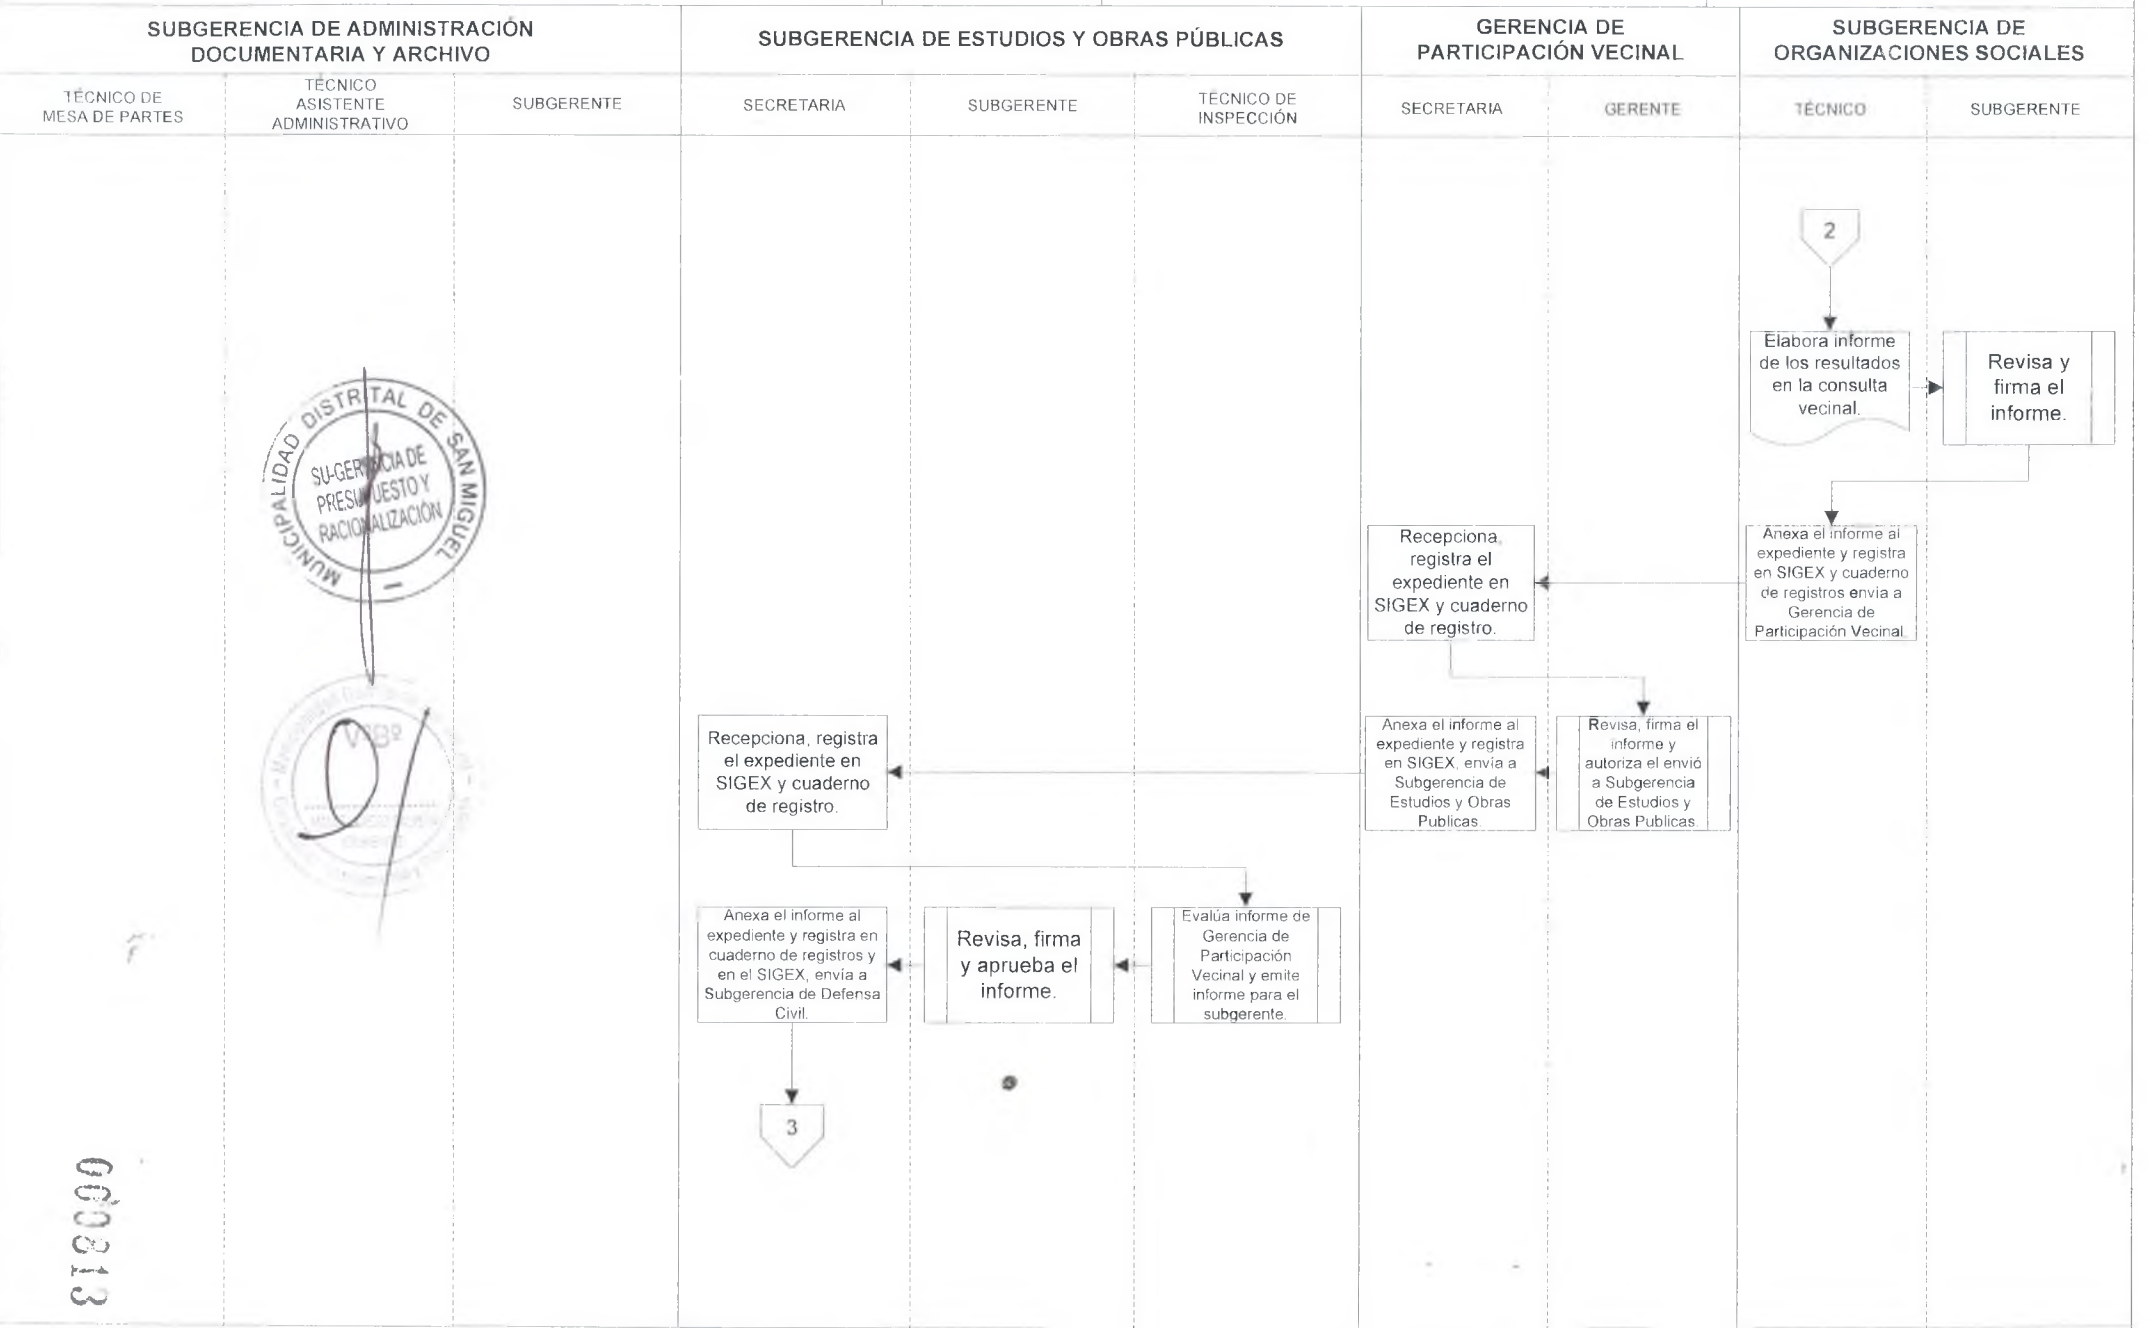 SUBGERENCIA DE ADMINISTRACIÓN
DOCUMENTARIA Y ARCHIVO
SUBGERENCIA DE ESTUDIOS Y OBRAS PÚBLICAS
GERENCIA DE
PARTICIPACIÓN VECINAL
SUBGERENCIA DE
ORGANIZACIONES SOCIALES
TÉCNICO DE
MESA DE PARTES
TÉCNICO
ASISTENTE
ADMINISTRATIVO
SUBGERENTE
SECRETARIA
SUBGERENTE
TÉCNICO DE
INSPECCIÓN
SECRETARIA
GERENTE
TÉCNICO
SUBGERENTE
2
Elabora informe
de los resultados
en la consulta
vecinal.
Revisa y
firma el
informe.
MUNICIPALIDAD DISTRITAL DE SAN MIGUEL
SU-GERENCIA DE
PRESUPUESTO Y
RACIONALIZACIÓN
Anexa el informe al
expediente y registra
en SIGEX y cuaderno
de registros envia a
Gerencia de
Participación Vecinal.
Recepciona,
registra el
expediente en
SIGEX y cuaderno
de registro.
Revisa, firma el
informe y
autoriza el envió
a Subgerencia
de Estudios y
Obras Publicas.
Anexa el informe al
expediente y registra
en SIGEX, envía a
Subgerencia de
Estudios y Obras
Publicas.
Recepciona, registra
el expediente en
SIGEX y cuaderno
de registro.
VºBº
Evalúa informe de
Gerencia de
Participación
Vecinal y emite
informe para el
subgerente.
Revisa, firma
y aprueba el
informe.
Anexa el informe al
expediente y registra en
cuaderno de registros y
en el SIGEX, envía a
Subgerencia de Defensa
Civil.
3
000813